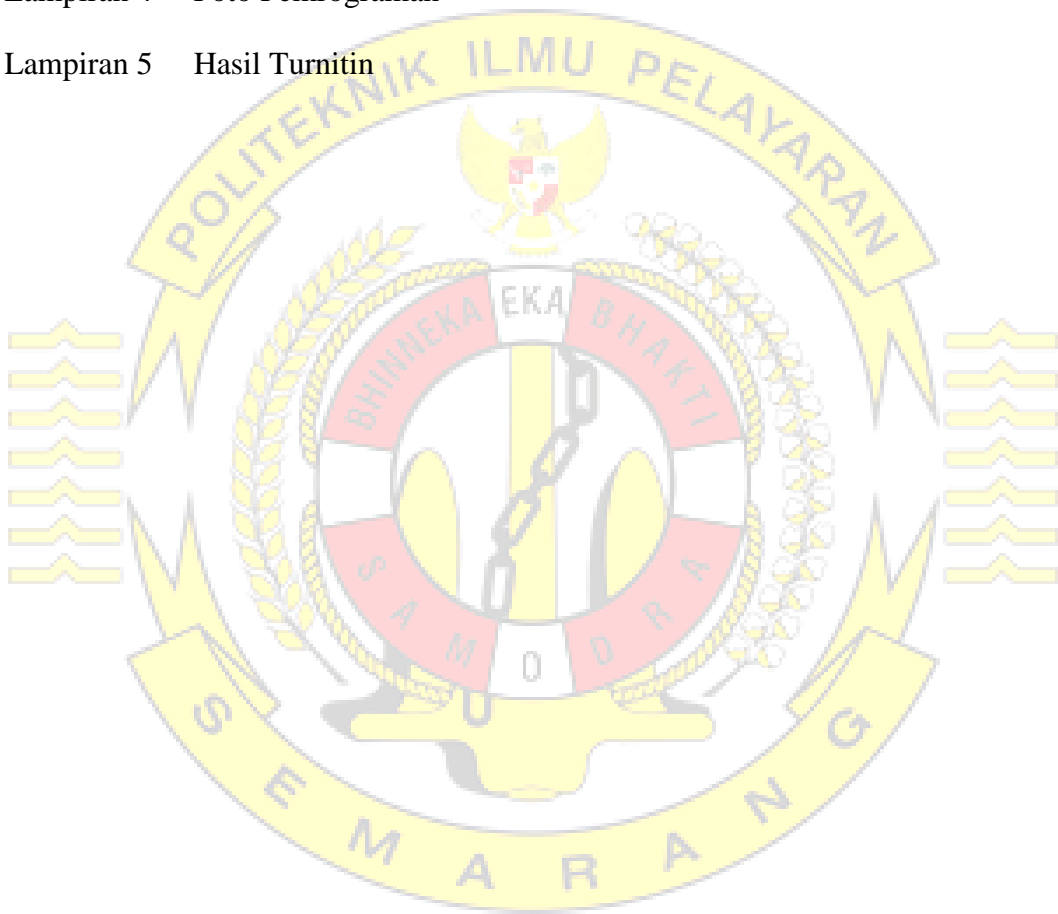 Lampiran 5 Hasil Turnitin
POLITEKNIK ILMU PELAYARAN
BHINNEKA EKA BHAKTI
SAMODRA
SEMARANG